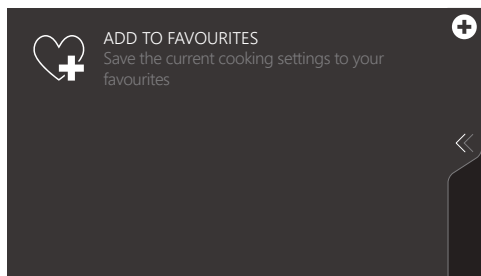 ADD TO FAVOURITES
Save the current cooking settings to your
favourites